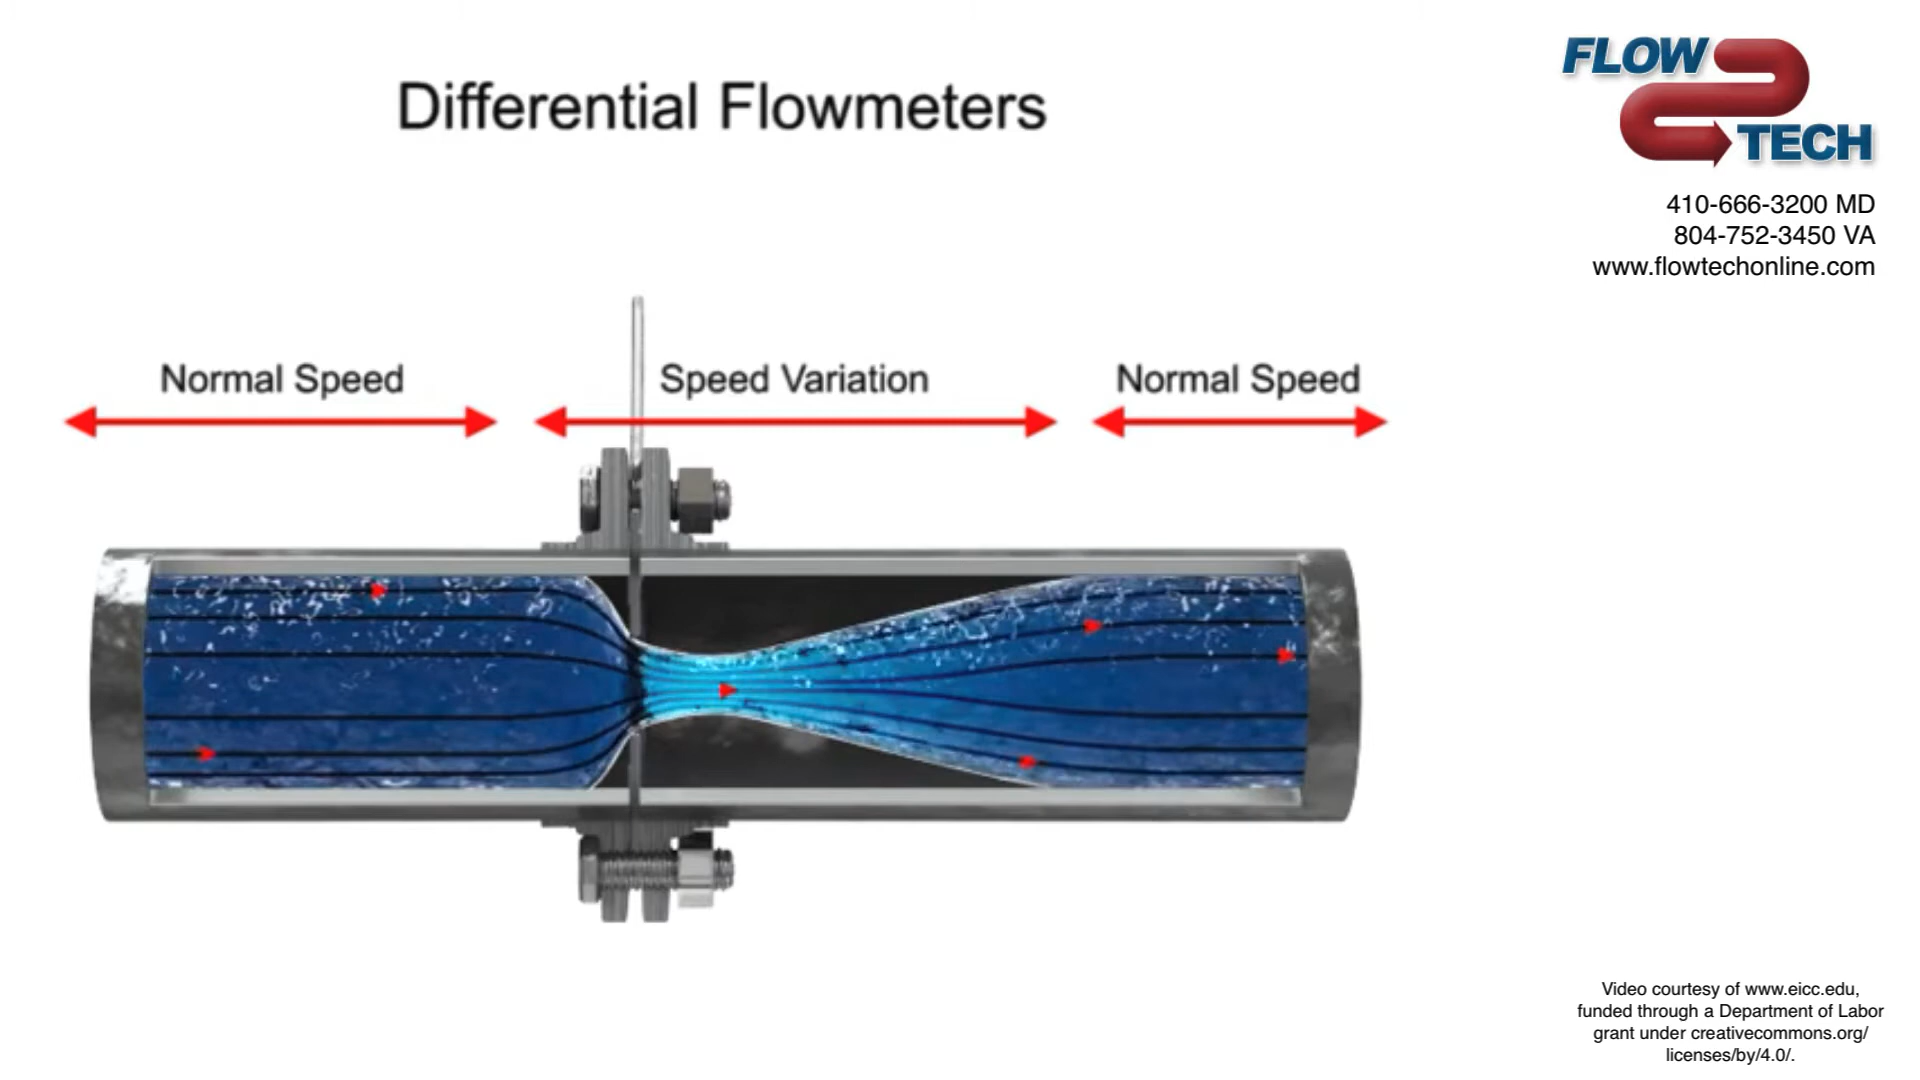 Differential Flowmeters
FLOW
TECH
410-666-3200 MD
804-752-3450 VA
www.flowtechonline.com
Normal Speed
Speed Variation
Normal Speed
Video courtesy of www.eicc.edu,
funded through a Department of Labor
grant under creativecommons.org/
licenses/by/4.0/.